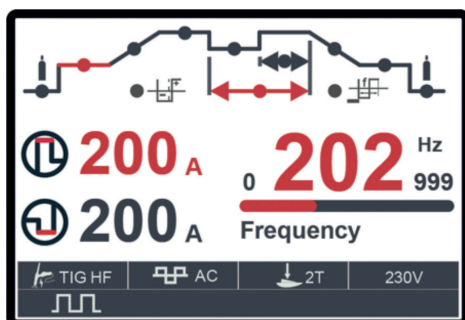 200 A
0 202 Hz 999
200 A
Frequency
TIG HF AC 2T 230V